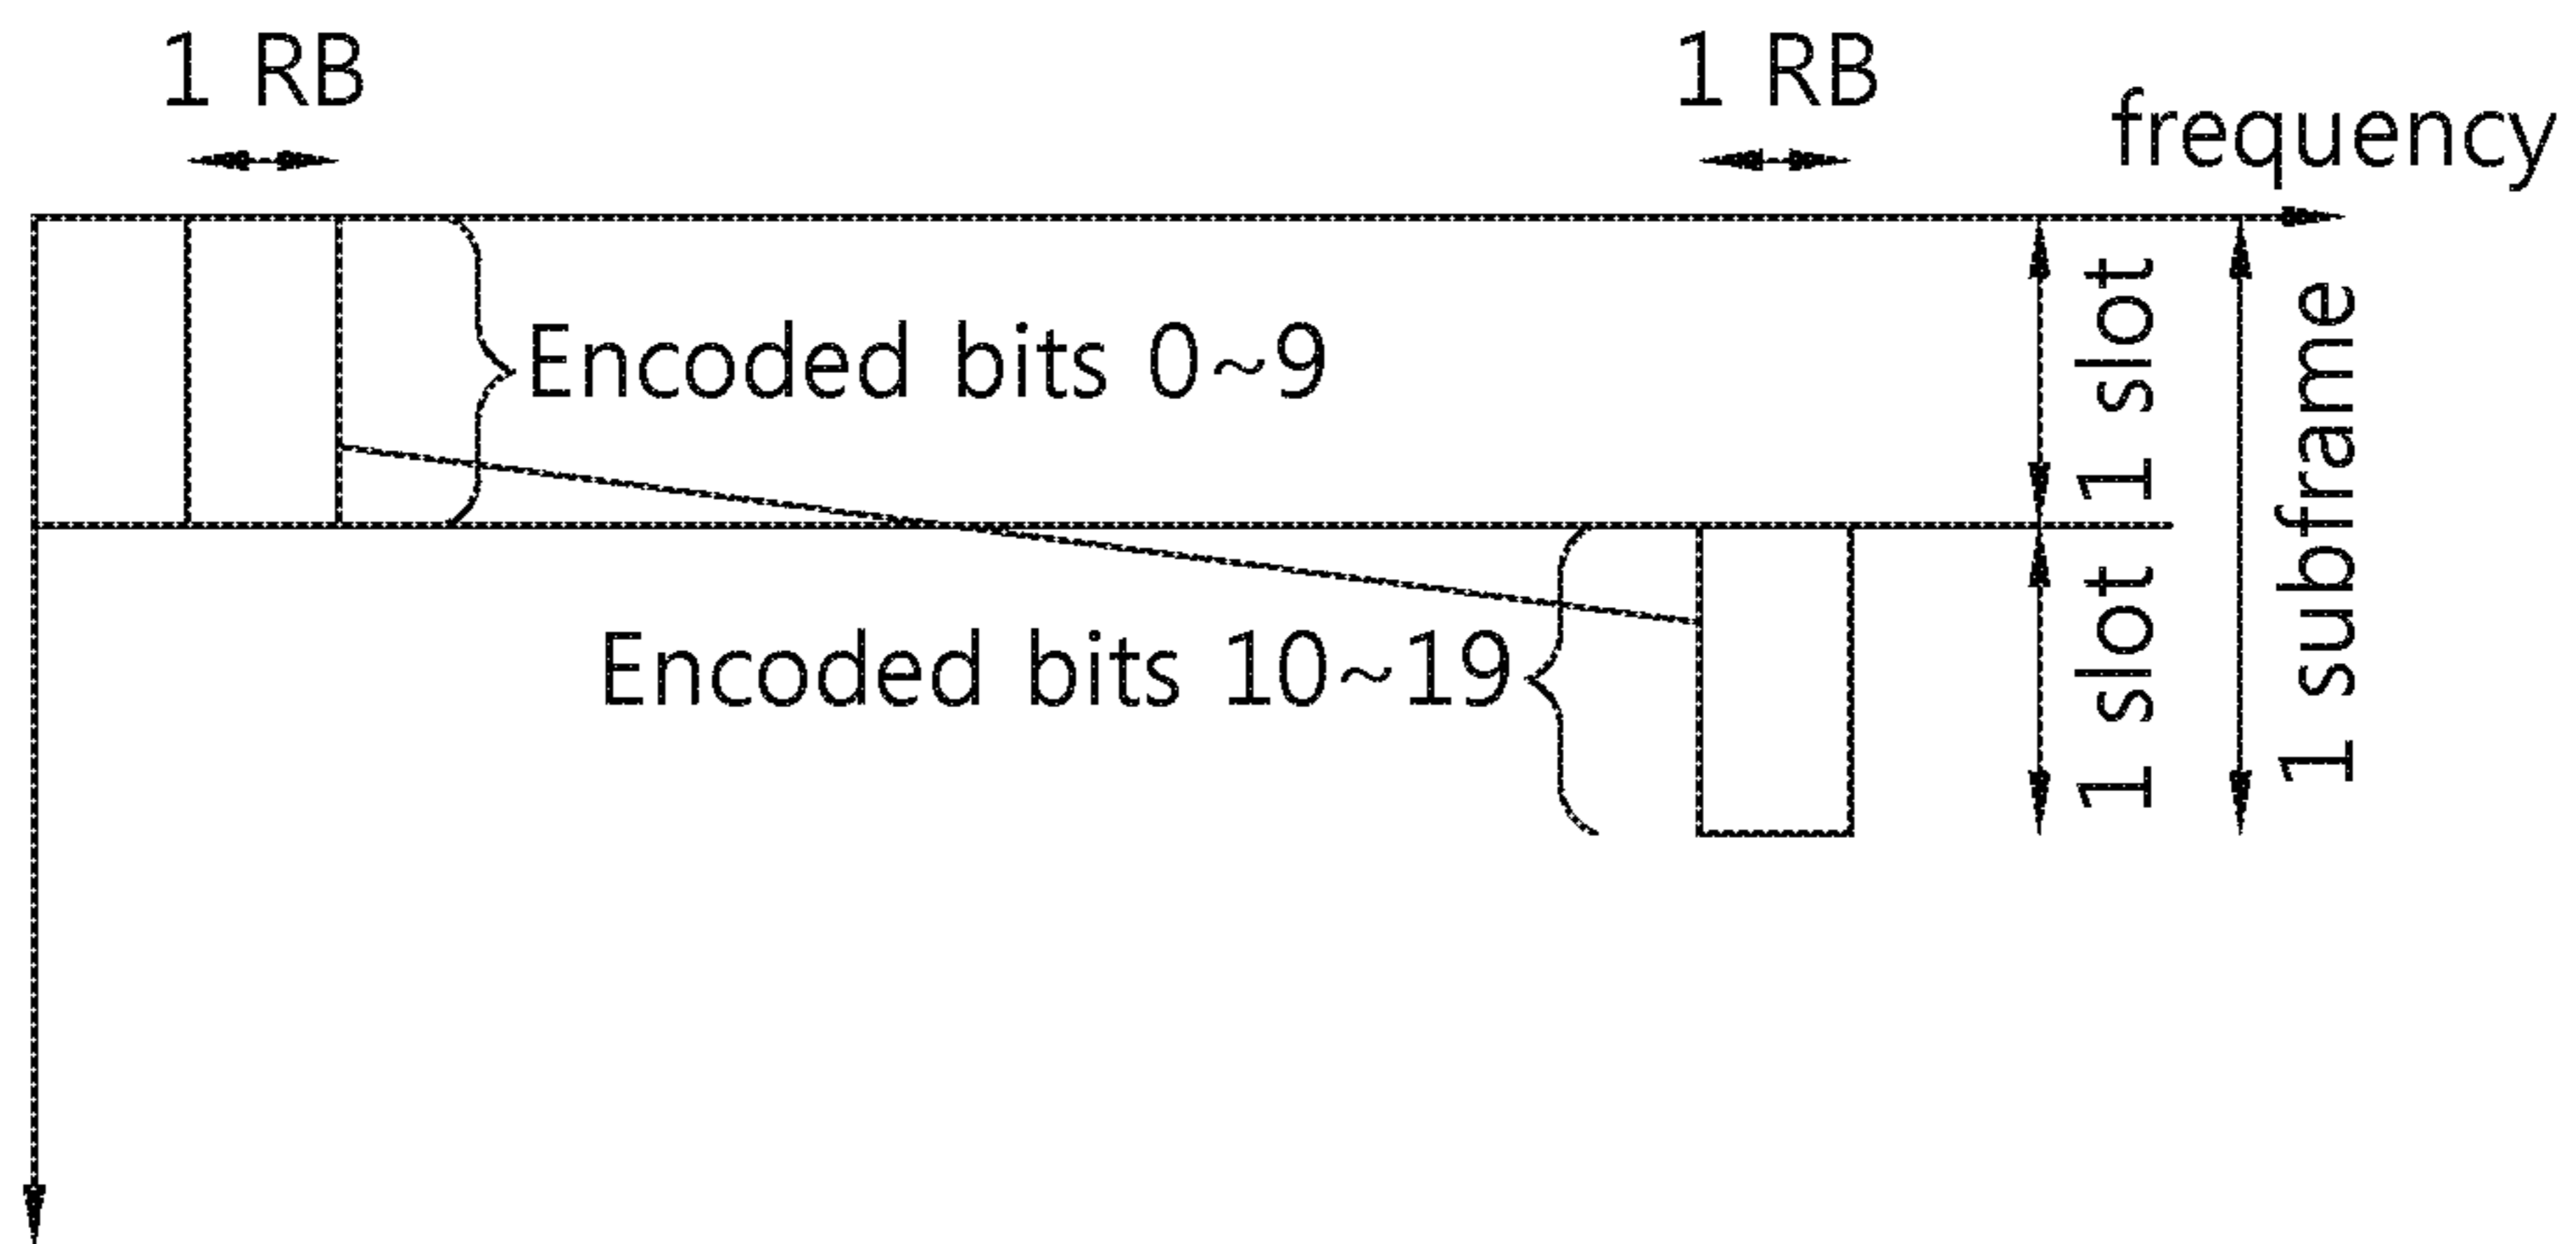 1 RB
1 RB
frequency
Encoded bits 0~9
1 slot
1 subframe
Encoded bits 10~19
1 slot